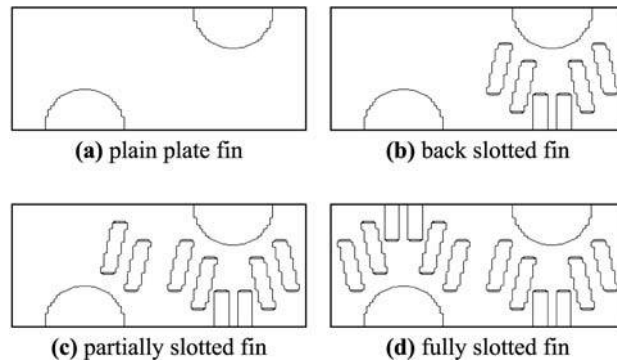 (a) plain plate fin
(b) back slotted fin
(c) partially slotted fin
(d) fully slotted fin